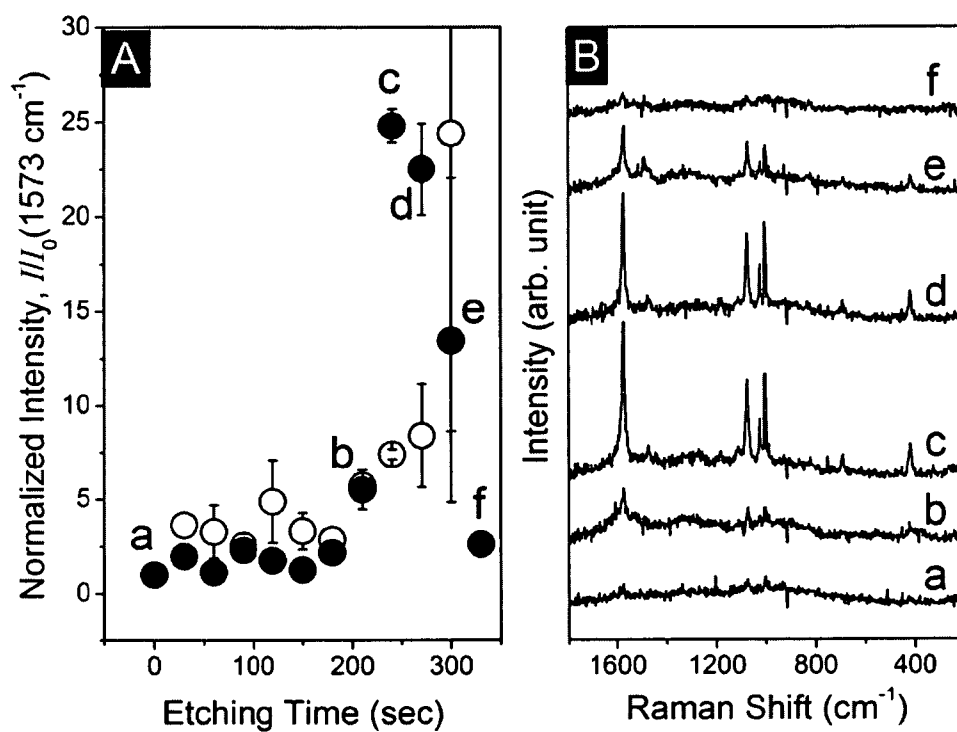 A
Normalized Intensity, I/I₀(1573 cm⁻¹)
30
25
20
15
10
5
0
a
b
c
d
e
f
0 100 200 300
Etching Time (sec)
B
Intensity (arb. unit)
f
e
d
c
b
a
1600 1200 800 400
Raman Shift (cm⁻¹)